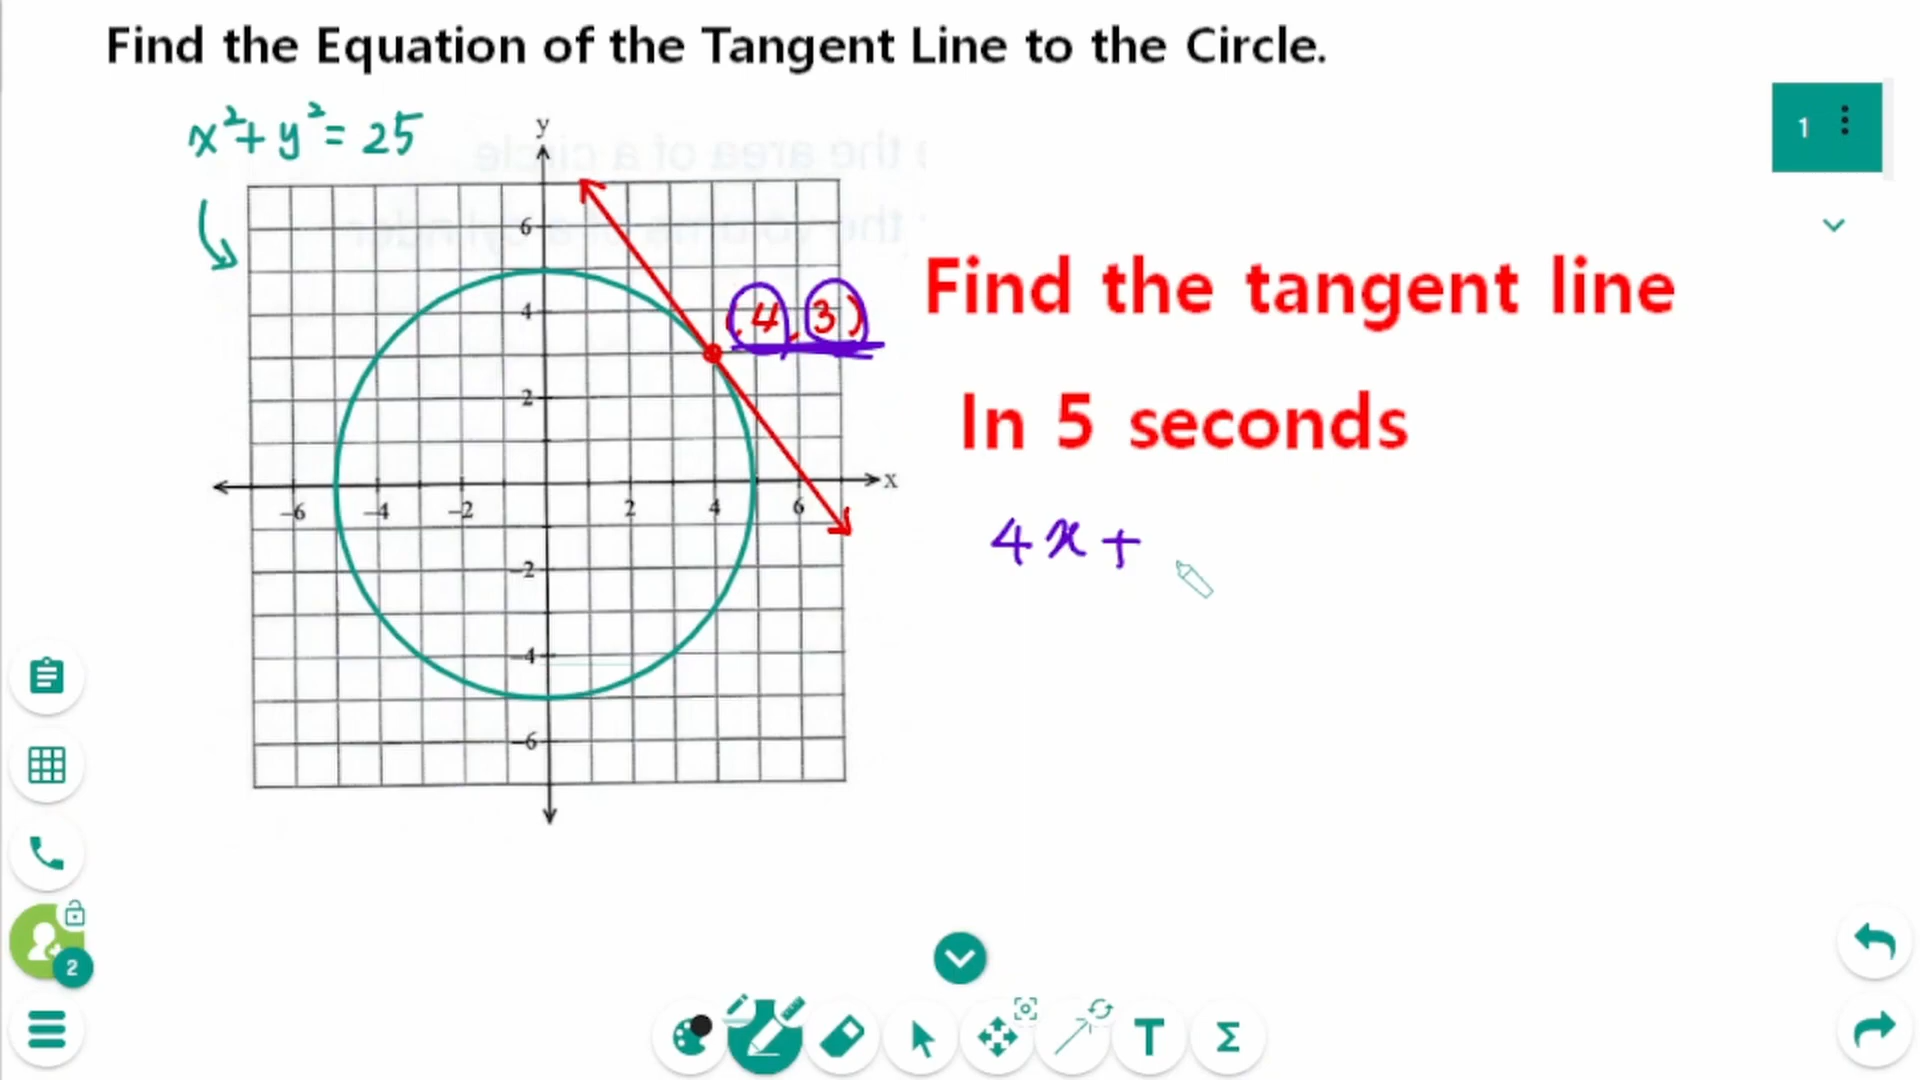 Find the Equation of the Tangent Line to the Circle.
x²+y²= 25
y
(4, 3)
6
4
2
-6 -4 -2 2 4 6 x
-2
-4
-6
Find the tangent line
In 5 seconds
4x+
1
2
T
Σ